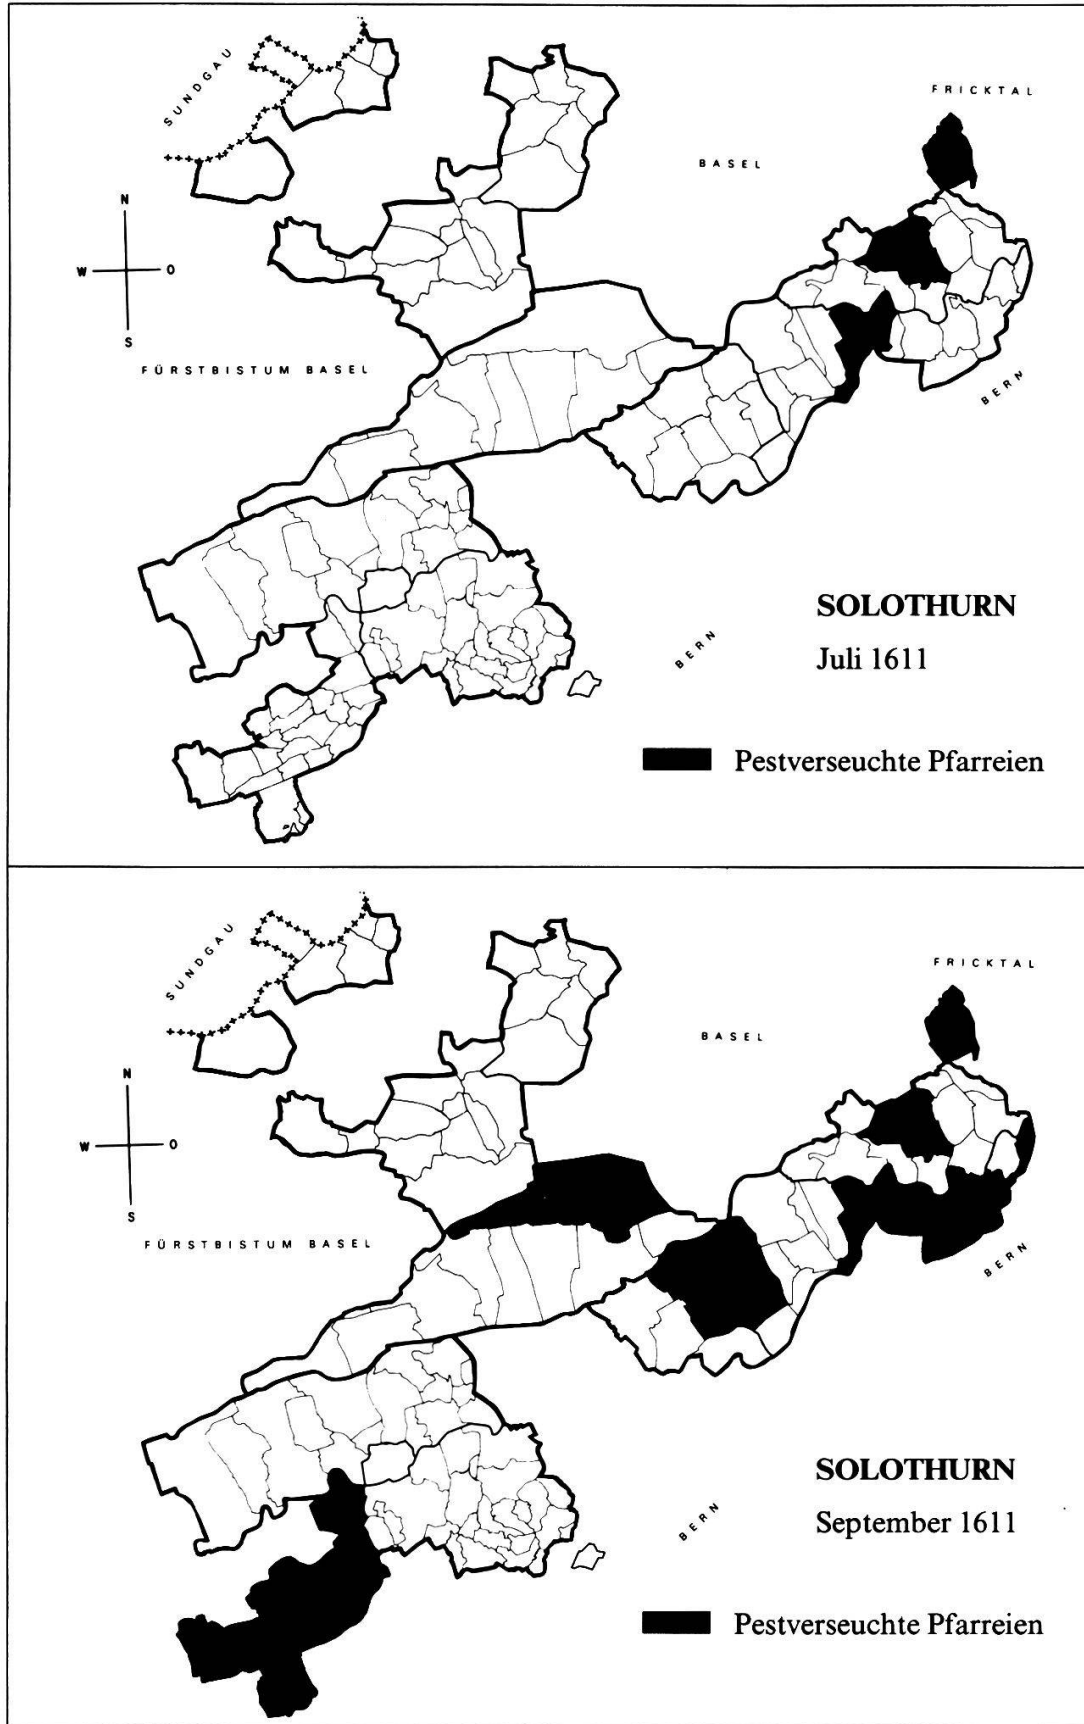 SUNDGAU
FRICKTAL
BASEL
N
W O
S
FÜRSTBISTUM BASEL
BERN
SOLOTHURN
BERN
Juli 1611
Pestverseuchte Pfarreien
SUNDGAU
FRICKTAL
BASEL
N
W O
S
FÜRSTBISTUM BASEL
BERN
SOLOTHURN
BERN
September 1611
Pestverseuchte Pfarreien